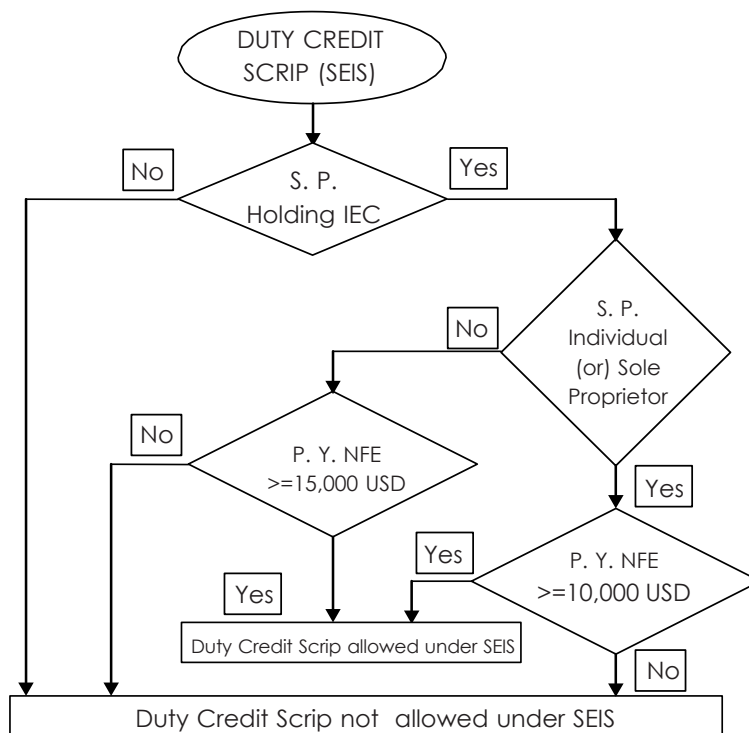 DUTY CREDIT
SCRIP (SEIS)
No
Yes
S. P.
Holding IEC
No
S. P.
Individual
(or) Sole
Proprietor
No
P. Y. NFE
>=15,000 USD
Yes
Yes
P. Y. NFE
>=10,000 USD
Yes
Duty Credit Scrip allowed under SEIS
No
Duty Credit Scrip not allowed under SEIS